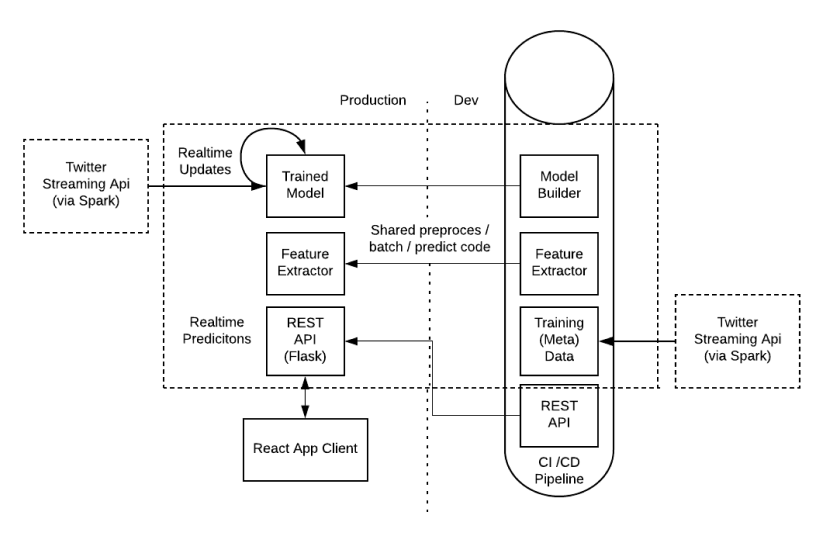 Production
Dev
Twitter
Streaming Api
(via Spark)
Realtime
Updates
Trained
Model
Model
Builder
Shared preproces /
batch / predict code
Feature
Extractor
Feature
Extractor
Realtime
Predicitons
REST
API
(Flask)
Training
(Meta)
Data
Twitter
Streaming Api
(via Spark)
REST
API
React App Client
CI /CD
Pipeline